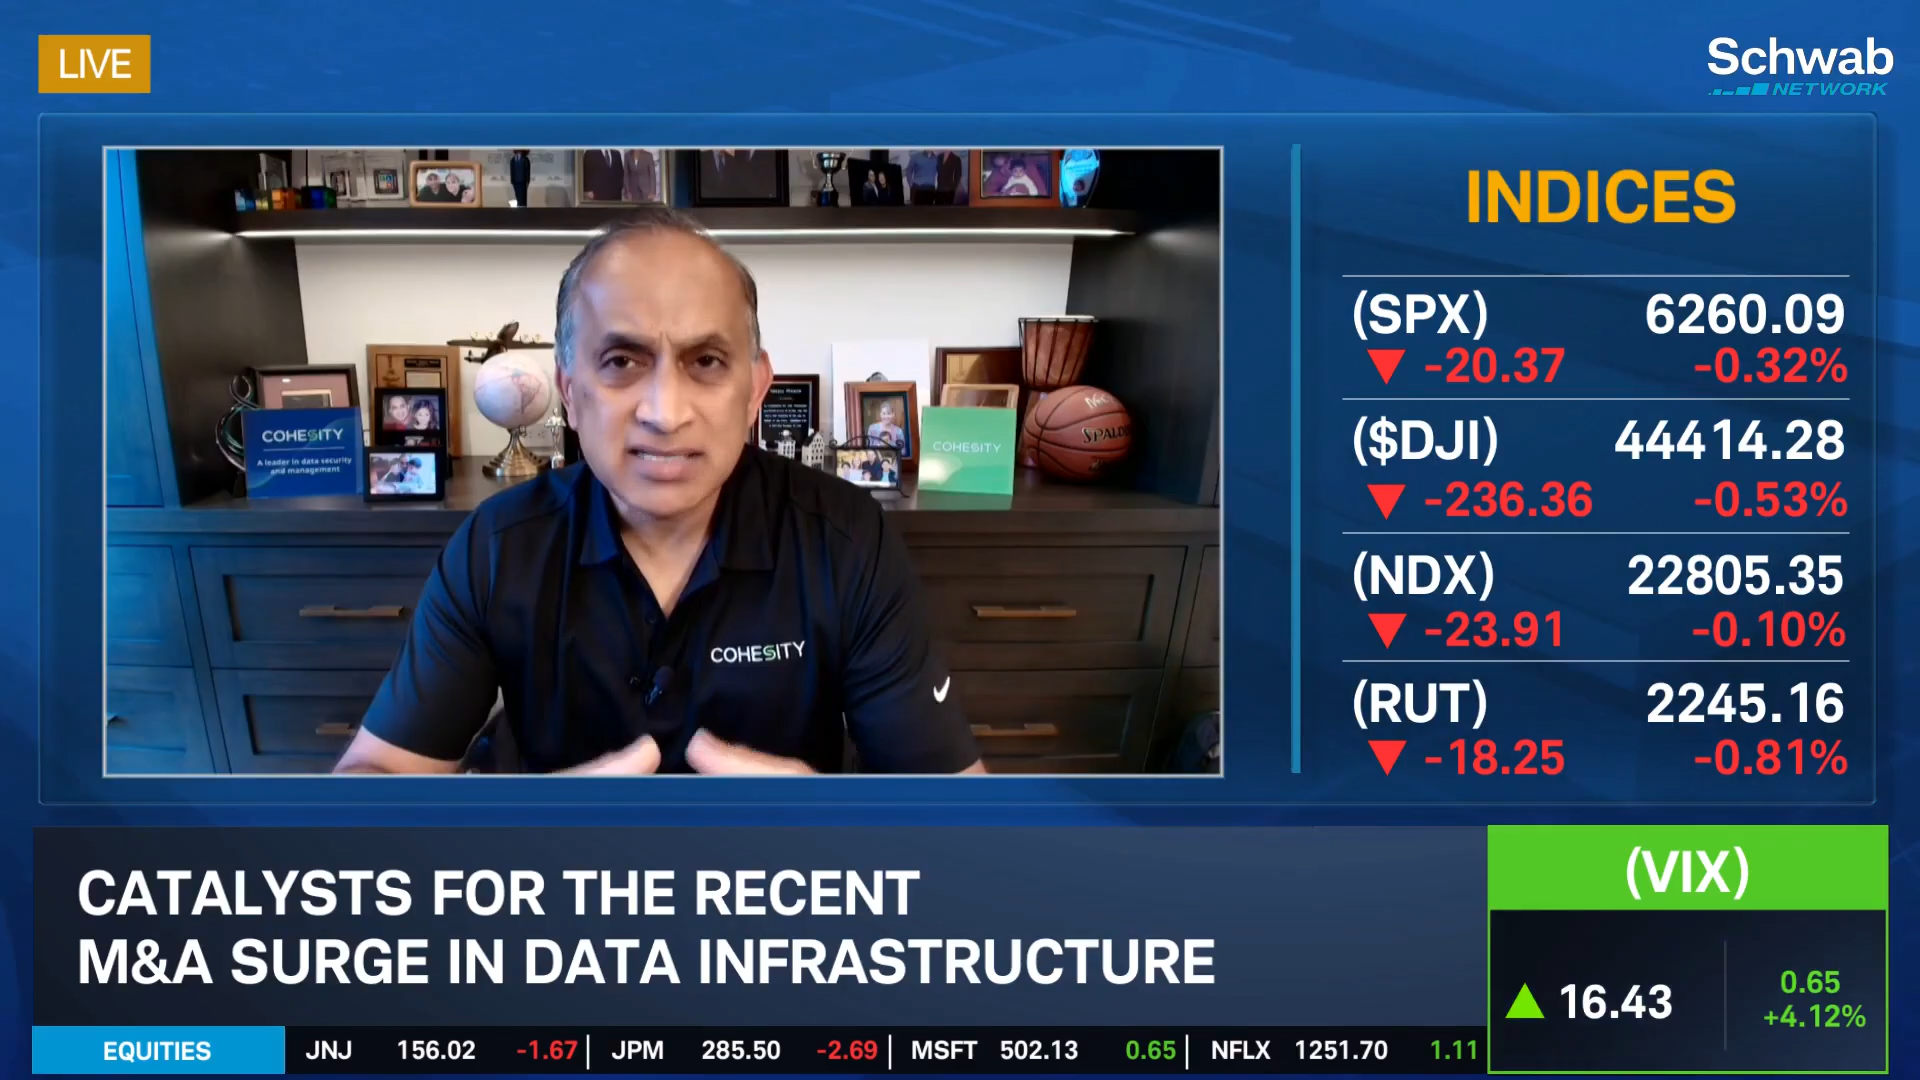 LIVE
Schwab
NETWORK
COHESITY
A leader in data security
and management
COHESITY
SPALDING
COHESITY
INDICES
(SPX) 6260.09
▼ -20.37 -0.32%
($DJI) 44414.28
▼ -236.36 -0.53%
(NDX) 22805.35
▼ -23.91 -0.10%
(RUT) 2245.16
▼ -18.25 -0.81%
CATALYSTS FOR THE RECENT
M&A SURGE IN DATA INFRASTRUCTURE
(VIX)
▲ 16.43 0.65
+4.12%
EQUITIES JNJ 156.02 -1.67 JPM 285.50 -2.69 MSFT 502.13 0.65 NFLX 1251.70 1.11